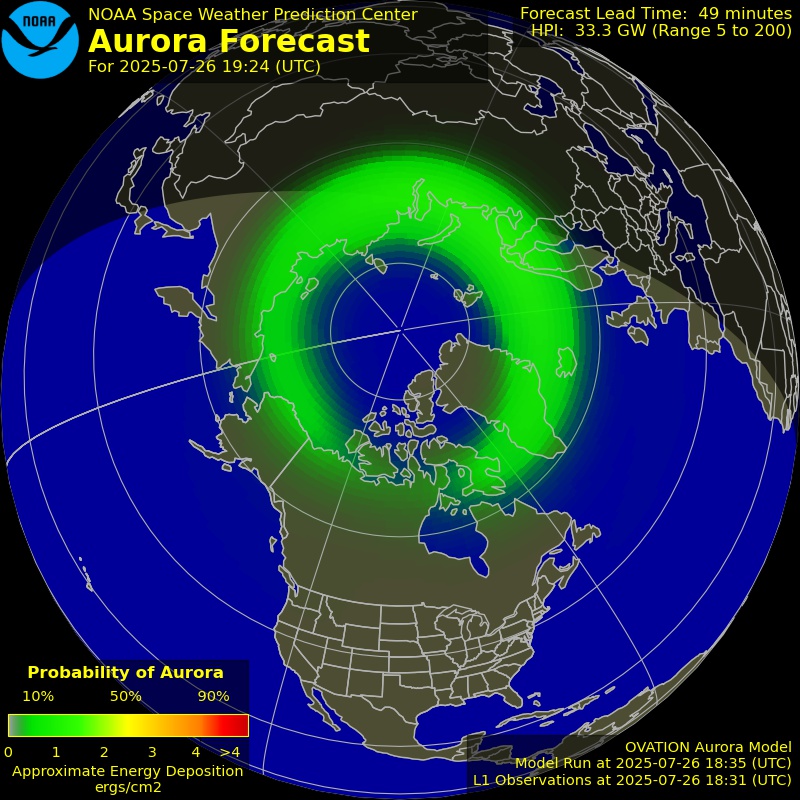 NOAA
NOAA Space Weather Prediction Center
Aurora Forecast
For 2025-07-26 19:24 (UTC)
Forecast Lead Time: 49 minutes
HPI: 33.3 GW (Range 5 to 200)
Probability of Aurora
10% 50% 90%
0 1 2 3 4 >4
Approximate Energy Deposition
ergs/cm2
OVATION Aurora Model
Model Run at 2025-07-26 18:35 (UTC)
L1 Observations at 2025-07-26 18:31 (UTC)